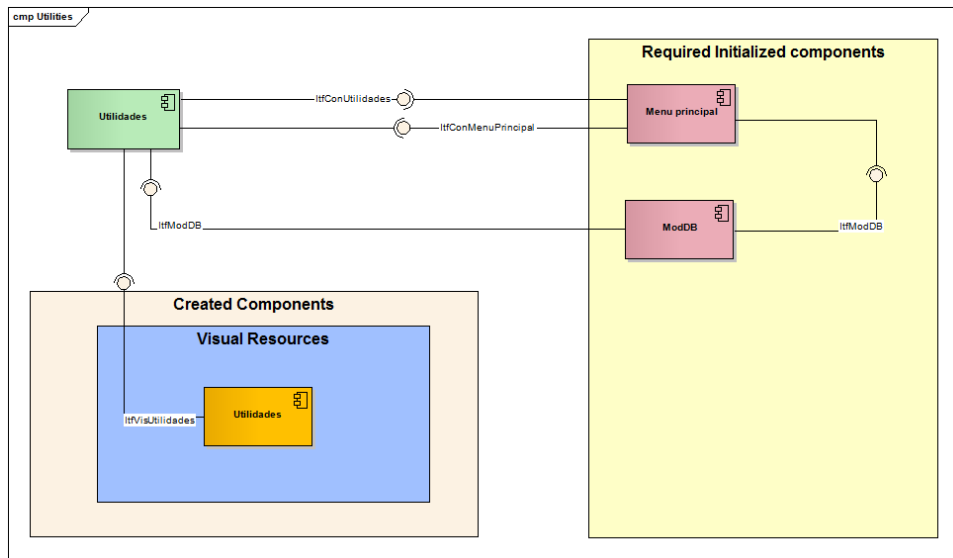 cmp Utilities
Required Initialized components
Utilidades
ItfConUtilidades
Menu principal
ItfConMenuPrincipal
ItfModDB
ModDB
ItfModDB
Created Components
Visual Resources
ItfVisUtilidades
Utilidades